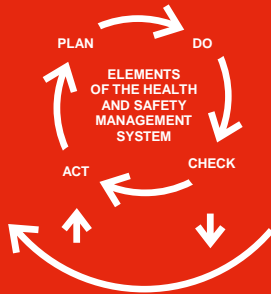 PLAN
DO
ELEMENTS
OF THE HEALTH
AND SAFETY
MANAGEMENT
SYSTEM
ACT
CHECK